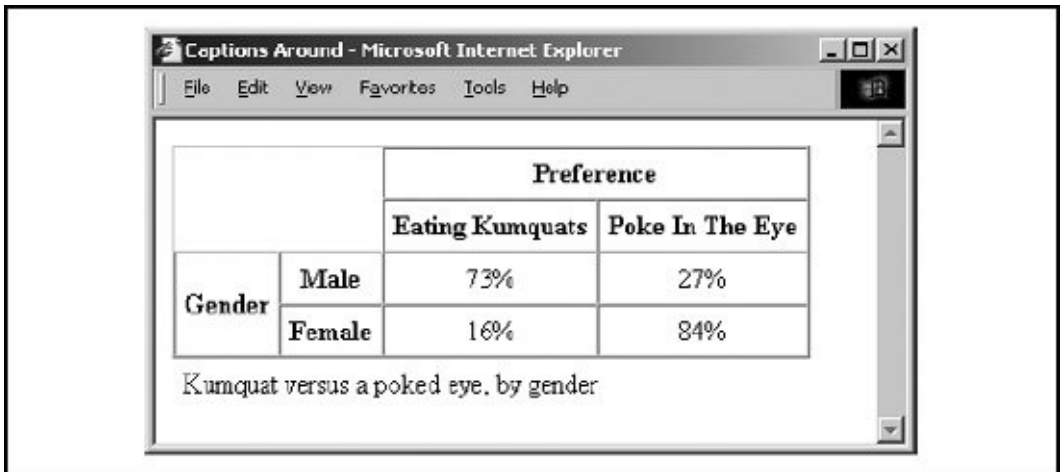 Captions Around - Microsoft Internet Explorer
File Edit View Favorites Tools Help
Preference
Eating Kumquats Poke In The Eye
Gender Male 73% 27%
Female 16% 84%
Kumquat versus a poked eye, by gender